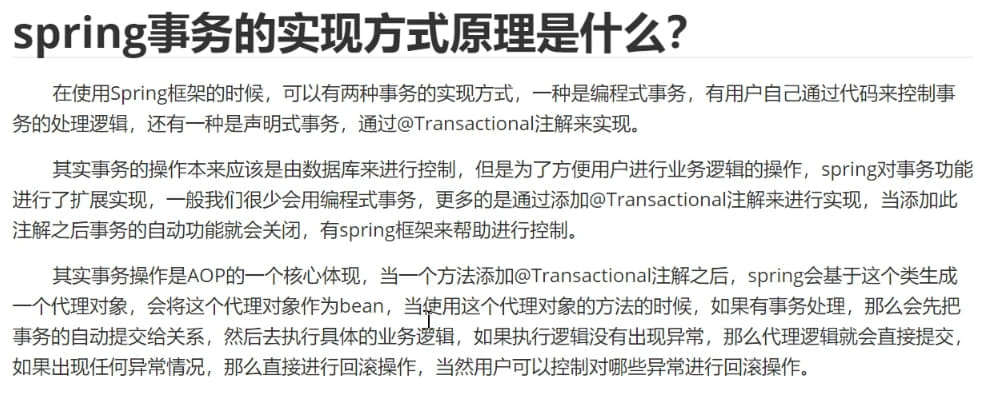 spring事务的实现方式原理是什么？
在使用Spring框架的时候，可以有两种事务的实现方式，一种是编程式事务，有用户自己通过代码来控制事
务的处理逻辑，还有一种是声明式事务，通过@Transactional注解来实现。
其实事务的操作本来应该是由数据库来进行控制，但是为了方便用户进行业务逻辑的操作，spring对事务功能
进行了扩展实现，一般我们很少会用编程式事务，更多的是通过添加@Transactional注解来进行实现，当添加此
注解之后事务的自动功能就会关闭，有spring框架来帮助进行控制。
其实事务操作是AOP的一个核心体现，当一个方法添加@Transactional注解之后，spring会基于这个类生成
一个代理对象，会将这个代理对象作为bean，当使用这个代理对象的方法的时候，如果有事务处理，那么会先把
事务的自动提交给关系，然后去执行具体的业务逻辑，如果执行逻辑没有出现异常，那么代理逻辑就会直接提交，
如果出现任何异常情况，那么直接进行回滚操作，当然用户可以控制对哪些异常进行回滚操作。